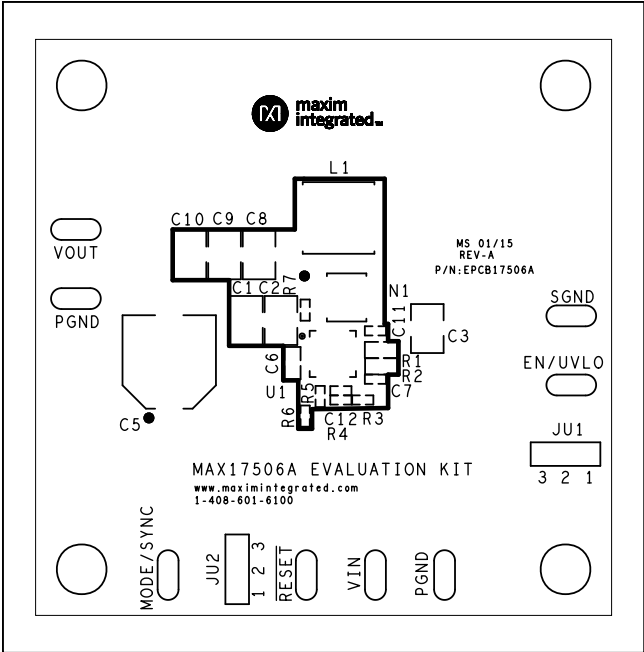 maxim
integrated™
L1
C10 C9 C8
VOUT
MS 01/15
REV-A
P/N:EPCB17506A
R7
C1 C2
N1
PGND
SGND
C11
C3
C6
R1
EN/UVLO
R2
U1
R5
C7
C5
R6
C12 R3
R4
JU1
3 2 1
MAX17506A EVALUATION KIT
www.maximintegrated.com
1-408-601-6100
MODE/SYNC
JU2
1 2 3
RESET
VIN
PGND